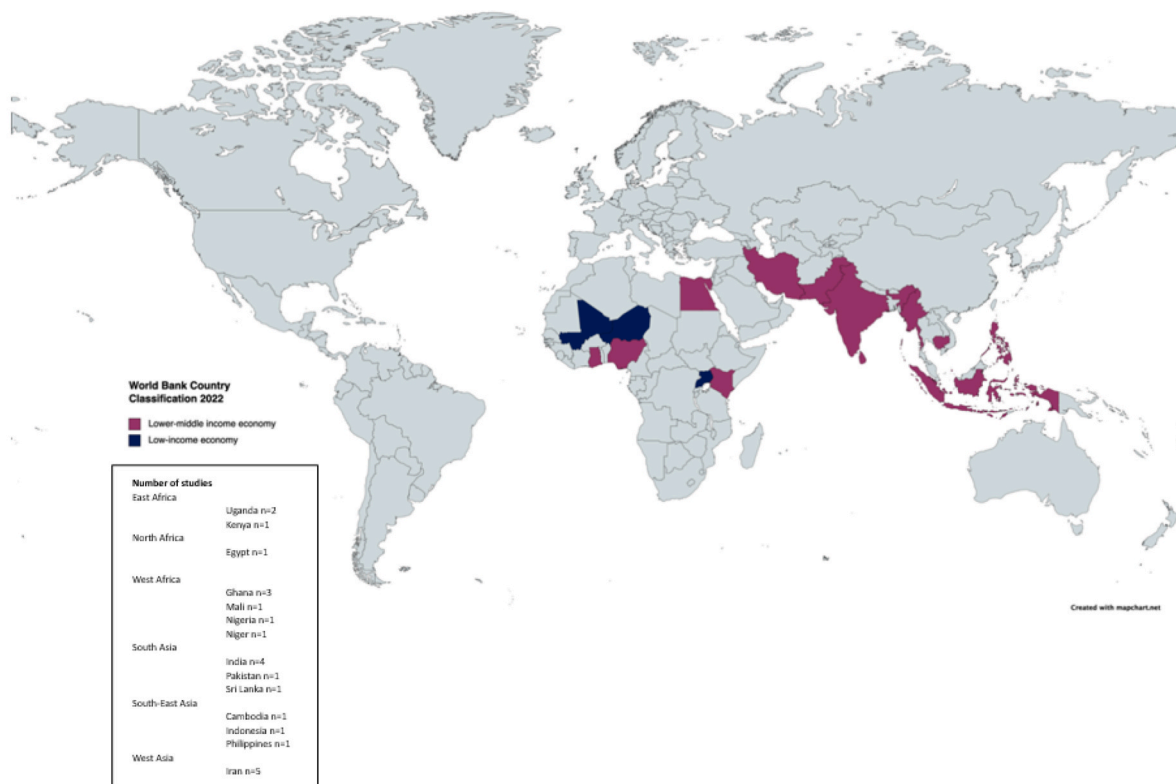 World Bank Country
Classification 2022
Lower-middle income economy
Low-income economy
Number of studies
East Africa
Uganda n=2
Kenya n=1
North Africa
Egypt n=1
West Africa
Ghana n=3
Mali n=1
Nigeria n=1
Niger n=1
South Asia
India n=4
Pakistan n=1
Sri Lanka n=1
South-East Asia
Cambodia n=1
Indonesia n=1
Philippines n=1
West Asia
Iran n=5
Created with mapchart.net